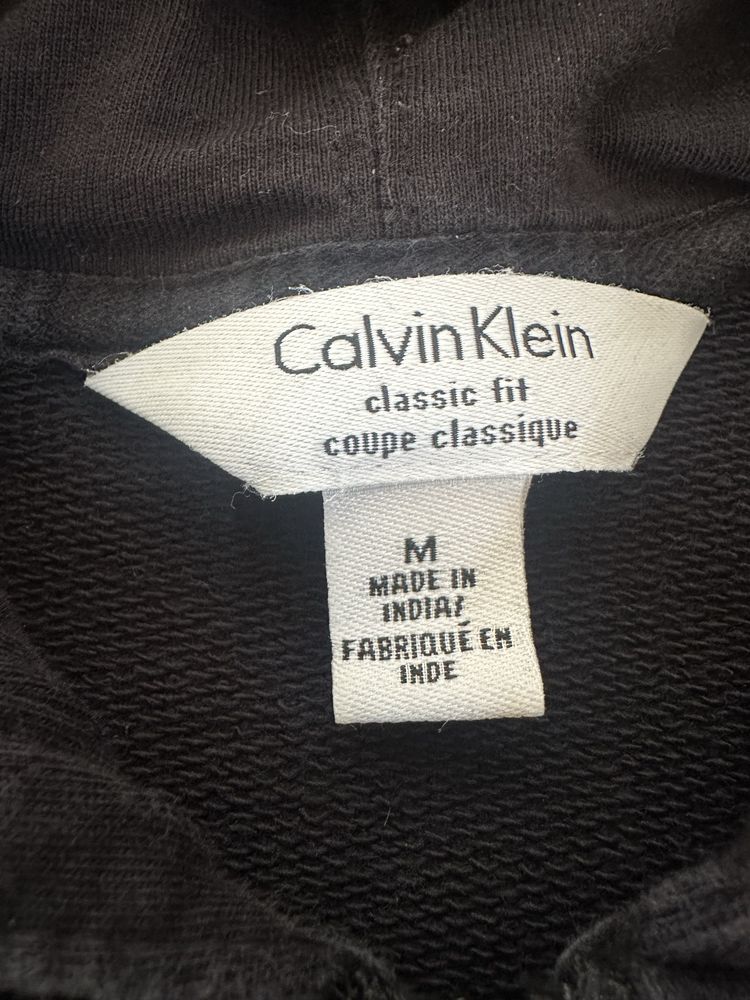 Calvin Klein
classic fit
coupe classique
M
MADE IN
INDIA/
FABRIQUÉ EN
INDE